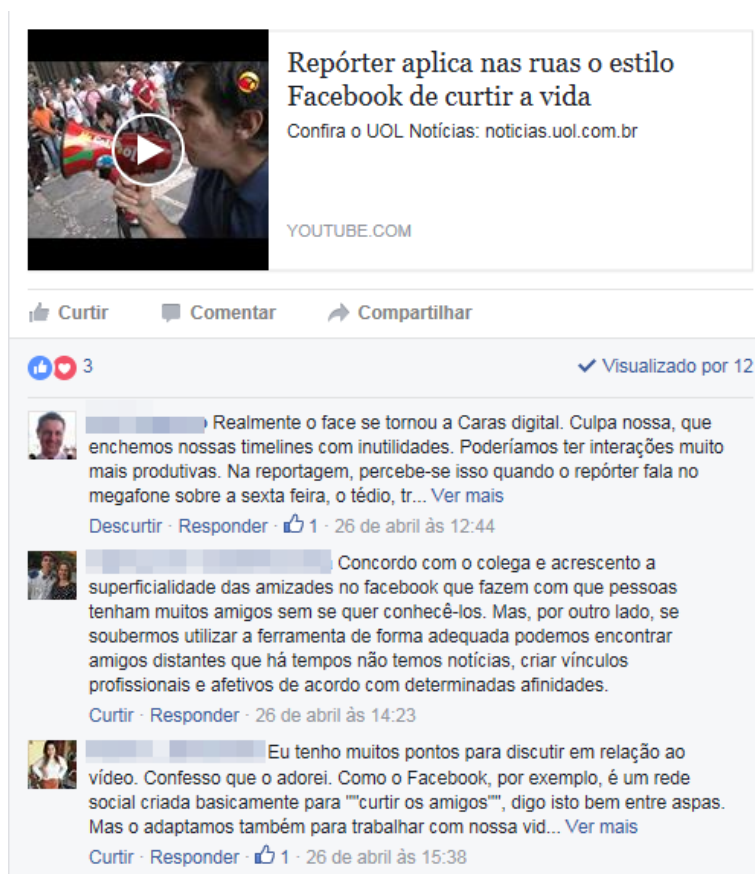 Repórter aplica nas ruas o estilo
Facebook de curtir a vida
Confira o UOL Notícias: noticias.uol.com.br
YOUTUBE.COM
Curtir Comentar Compartilhar
3 Visualizado por 12
Realmente o face se tornou a Caras digital. Culpa nossa, que
enchemos nossas timelines com inutilidades. Poderíamos ter interações muito
mais produtivas. Na reportagem, percebe-se isso quando o repórter fala no
megafone sobre a sexta feira, o tédio, tr... Ver mais
Descurtir · Responder · 1 · 26 de abril às 12:44
Concordo com o colega e acrescento a
superficialidade das amizades no facebook que fazem com que pessoas
tenham muitos amigos sem se quer conhecê-los. Mas, por outro lado, se
soubermos utilizar a ferramenta de forma adequada podemos encontrar
amigos distantes que há tempos não temos notícias, criar vínculos
profissionais e afetivos de acordo com determinadas afinidades.
Curtir · Responder · 26 de abril às 14:23
Eu tenho muitos pontos para discutir em relação ao
vídeo. Confesso que o adorei. Como o Facebook, por exemplo, é um rede
social criada basicamente para ""curtir os amigos"", digo isto bem entre aspas.
Mas o adaptamos também para trabalhar com nossa vid... Ver mais
Curtir · Responder · 1 · 26 de abril às 15:38